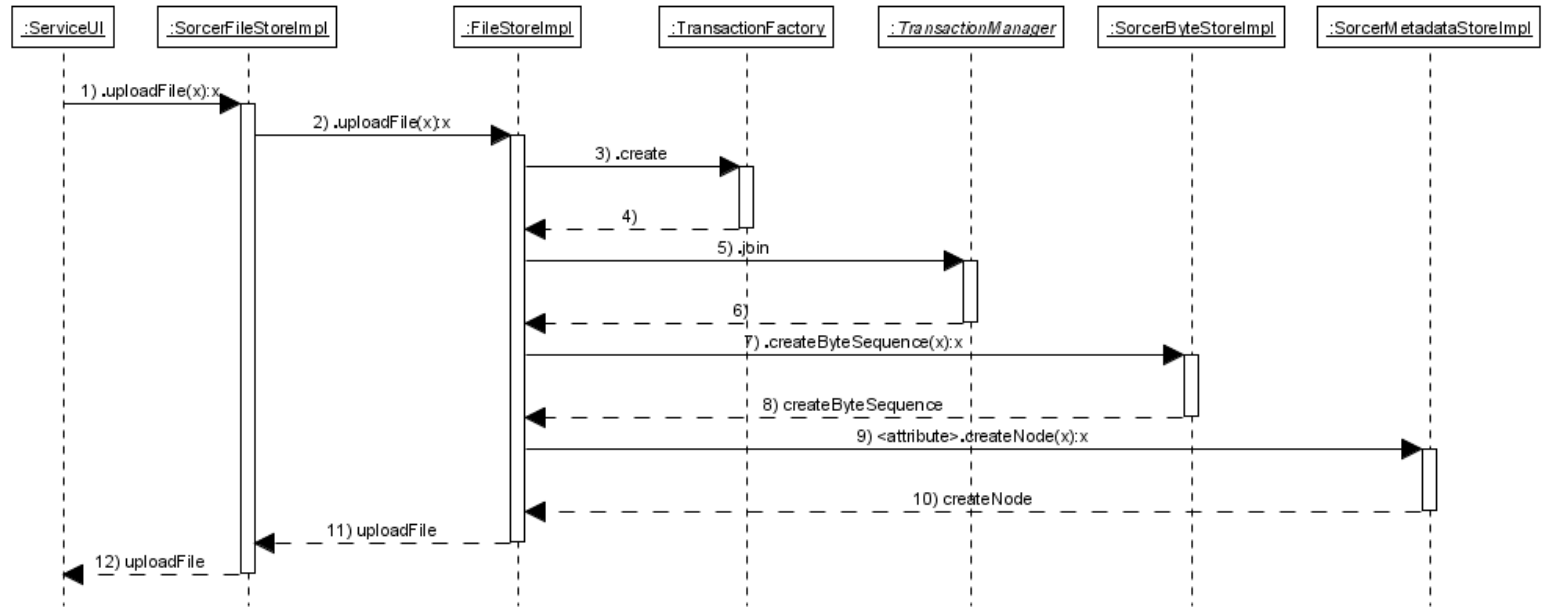 :ServiceUI
:SorcerFileStoreImpl
:FileStoreImpl
:TransactionFactory
:TransactionManager
:SorcerByteStoreImpl
:SorcerMetadataStoreImpl
1) .uploadFile(x):x
2) .uploadFile(x):x
3) .create
4)
5) .join
6)
7) .createByteSequence(x):x
8) createByteSequence
9) <attribute>.createNode(x):x
10) createNode
11) uploadFile
12) uploadFile